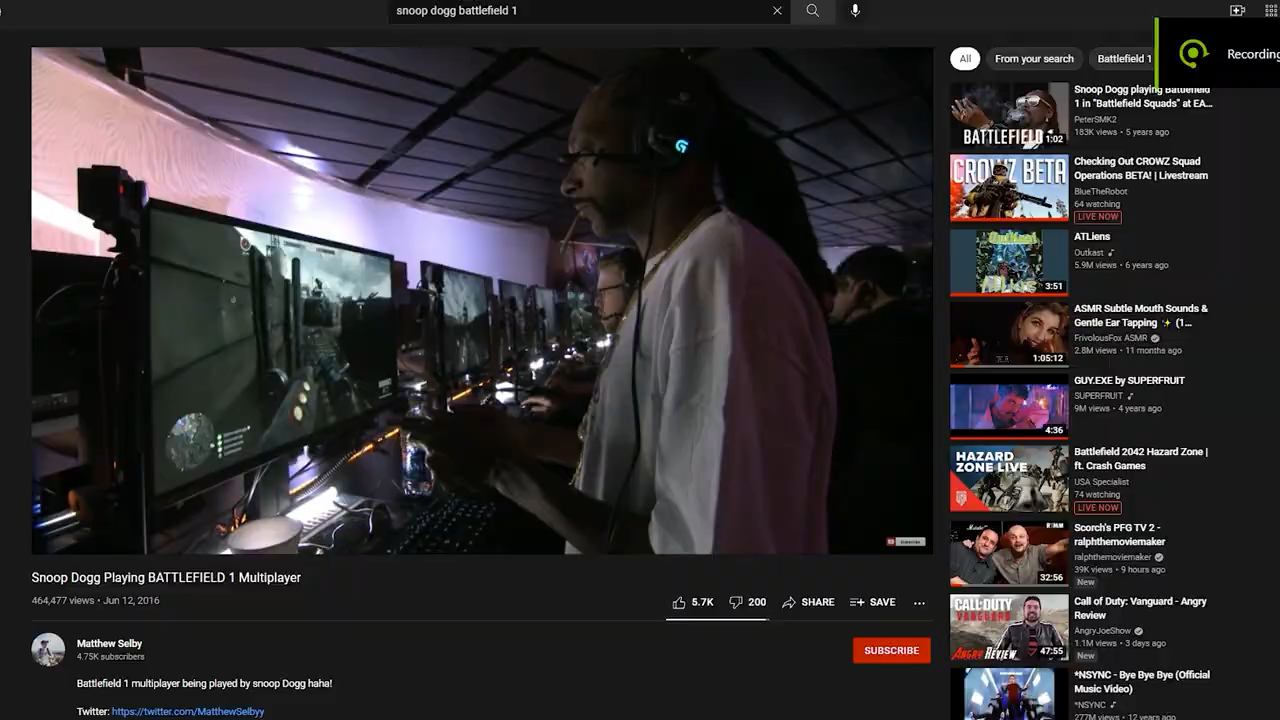 snoop dogg battlefield 1
Recording
Snoop Dogg Playing BATTLEFIELD 1 Multiplayer
464,477 views • Jun 12, 2016
5.7K
200
SHARE
SAVE
Matthew Selby
4.75K subscribers
SUBSCRIBE
Battlefield 1 multiplayer being played by snoop Dogg haha!
Twitter: https://twitter.com/MatthewSelbyy
All
From your search
Battlefield 1
BATTLEFIELD
1:02
Snoop Dogg playing Battlefield
1 in "Battlefield Squads" at EA...
PeterSMK2
183K views • 5 years ago
CROWZ BETA
Checking Out CROWZ Squad
Operations BETA! | Livestream
BlueTheRobot
64 watching
LIVE NOW
3:51
ATLiens
Outkast
5.9M views • 6 years ago
1:05:12
ASMR Subtle Mouth Sounds &
Gentle Ear Tapping ✨ (1...
FrivolousFox ASMR
2.8M views • 11 months ago
4:36
GUY.EXE by SUPERFRUIT
SUPERFRUIT
9M views • 4 years ago
HAZARD
ZONE LIVE
Battlefield 2042 Hazard Zone |
ft. Crash Games
USA Specialist
74 watching
LIVE NOW
32:56
Scorch's PFG TV 2 -
ralphthemoviemaker
ralphthemoviemaker
39K views • 9 hours ago
New
CALL OF DUTY
VANGUARD
ANGRY REVIEW
47:55
Call of Duty: Vanguard - Angry
Review
AngryJoeShow
1.1M views • 3 days ago
New
*NSYNC - Bye Bye Bye (Official
Music Video)
*NSYNC
277M views • 12 years ago